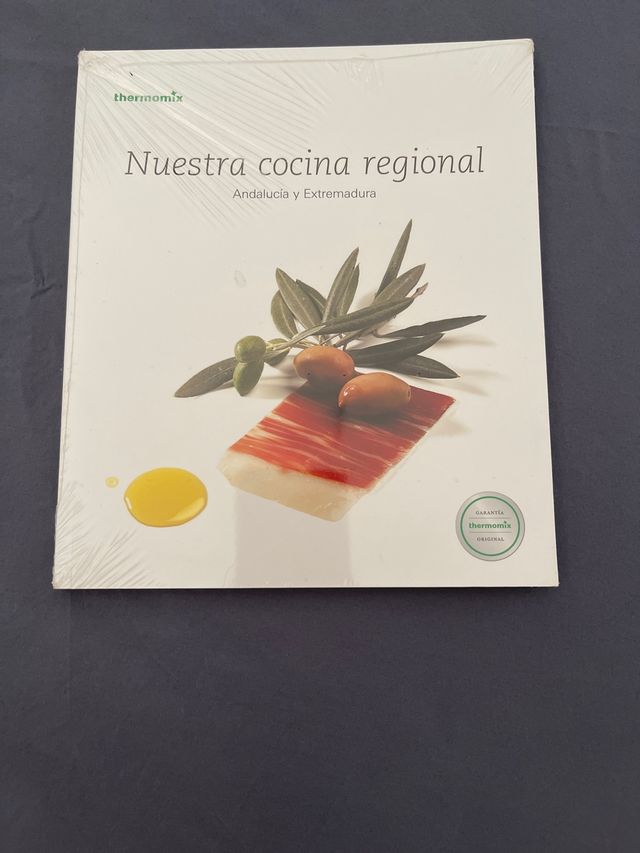 thermomix
Nuestra cocina regional
Andalucía y Extremadura
GARANTÍA
thermomix
ORIGINAL